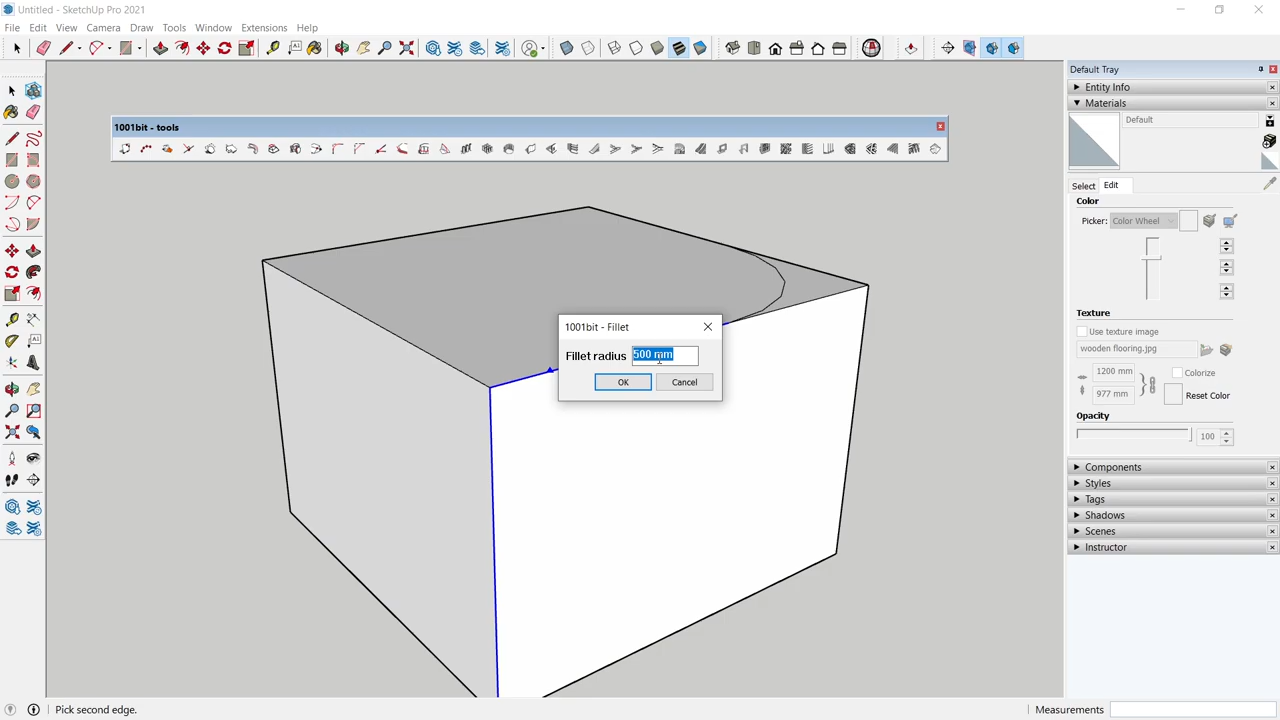 Untitled - SketchUp Pro 2021
File Edit View Camera Draw Tools Window Extensions Help
Default Tray
Entity Info
Materials
Default
1001bit - tools
Select Edit
Color
Picker: Color Wheel
Texture
Use texture image
wooden flooring.jpg
1200 mm
Colorize
977 mm
Reset Color
Opacity
100
1001bit - Fillet
Fillet radius 500 mm
OK Cancel
Components
Styles
Tags
Shadows
Scenes
Instructor
Pick second edge.
Measurements